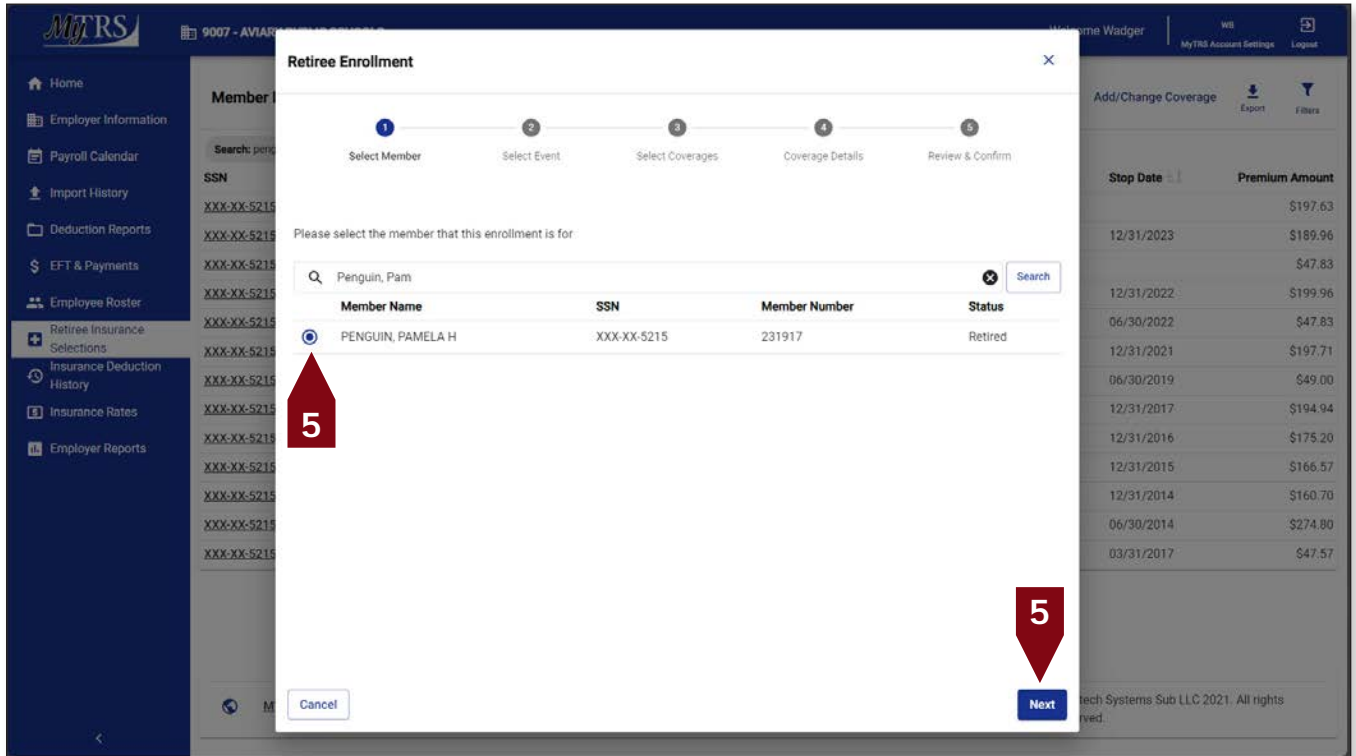 MyTRS
9007 - AVIAR
Welcome Wadger
WB
MyTRS Account Settings
Logout
Home
Employer Information
Payroll Calendar
Import History
Deduction Reports
EFT & Payments
Employee Roster
Retiree Insurance
Selections
Insurance Deduction
History
Insurance Rates
Employer Reports
Member
Add/Change Coverage
Export
Filters
Search: peng
SSN
Stop Date
Premium Amount
XXX-XX-5215
$197.63
XXX-XX-5215
12/31/2023
$189.96
XXX-XX-5215
$47.83
XXX-XX-5215
12/31/2022
$199.96
XXX-XX-5215
06/30/2022
$47.83
XXX-XX-5215
12/31/2021
$197.71
XXX-XX-5215
06/30/2019
$49.00
XXX-XX-5215
12/31/2017
$194.94
XXX-XX-5215
12/31/2016
$175.20
XXX-XX-5215
12/31/2015
$166.57
XXX-XX-5215
12/31/2014
$160.70
XXX-XX-5215
06/30/2014
$274.80
XXX-XX-5215
03/31/2017
$47.57
Retiree Enrollment
1
2
3
4
5
Select Member
Select Event
Select Coverages
Coverage Details
Review & Confirm
Please select the member that this enrollment is for
Penguin, Pam
Search
Member Name
SSN
Member Number
Status
PENGUIN, PAMELA H
XXX-XX-5215
231917
Retired
5
5
Cancel
Next
M
tech Systems Sub LLC 2021. All rights
rved.